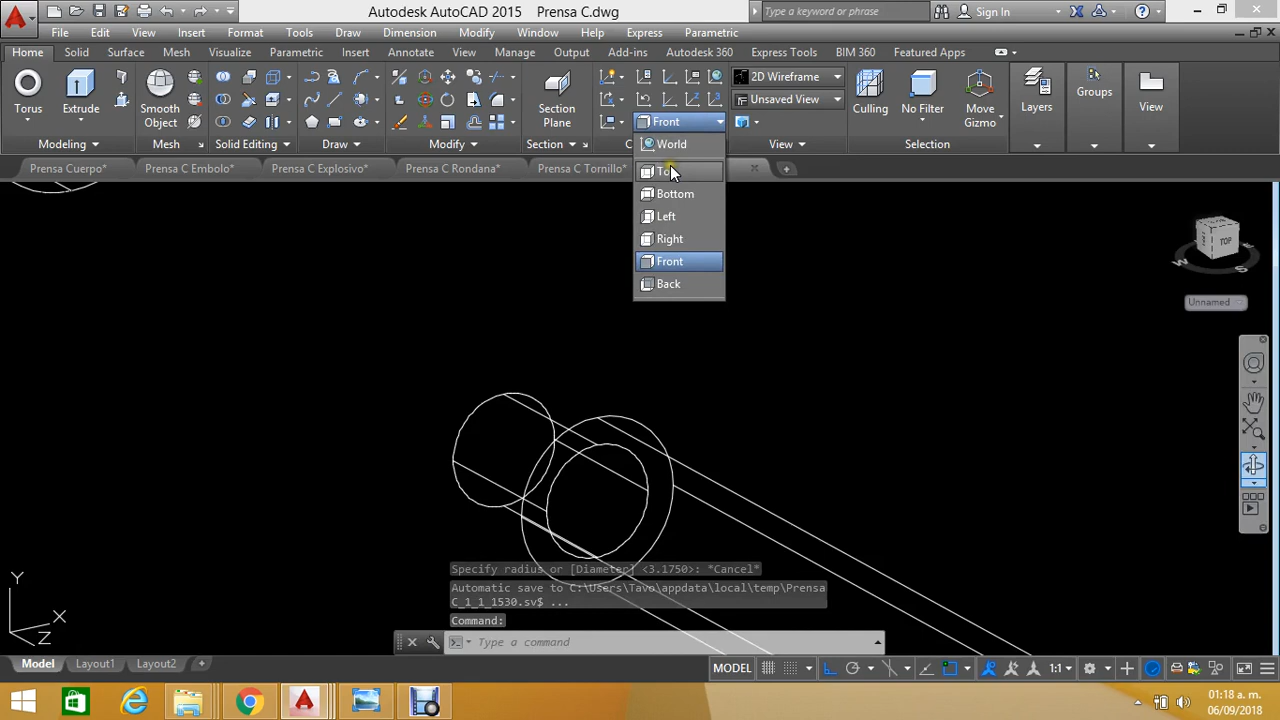 Autodesk AutoCAD 2015 Prensa C.dwg
Type a keyword or phrase
Sign In
File Edit View Insert Format Tools Draw Dimension Modify Window Help Express Parametric
Home Solid Surface Mesh Visualize Parametric Insert Annotate View Manage Output Add-ins Autodesk 360 Express Tools BIM 360 Featured Apps
Torus
Extrude
Smooth
Object
Section
Plane
2D Wireframe
Unsaved View
Culling
No Filter
Move
Gizmo
Layers
Groups
View
Front
Modeling
Mesh
Solid Editing
Draw
Modify
Section
View
Selection
World
Prensa Cuerpo*
Prensa C Embolo*
Prensa C Explosivo*
Prensa C Rondana*
Prensa C Tornillo*
Bottom
Left
Right
Front
Back
TOP
W
S
Unnamed
Y
X
Z
Specify radius or [Diameter] <3.1750>: *Cancel*
Automatic save to C:\Users\Tavo\appdata\local\temp\Prensa
C_1_1_1530.sv$ ...
Command:
Type a command
Model Layout1 Layout2
MODEL
1:1
01:18 a. m.
06/09/2018